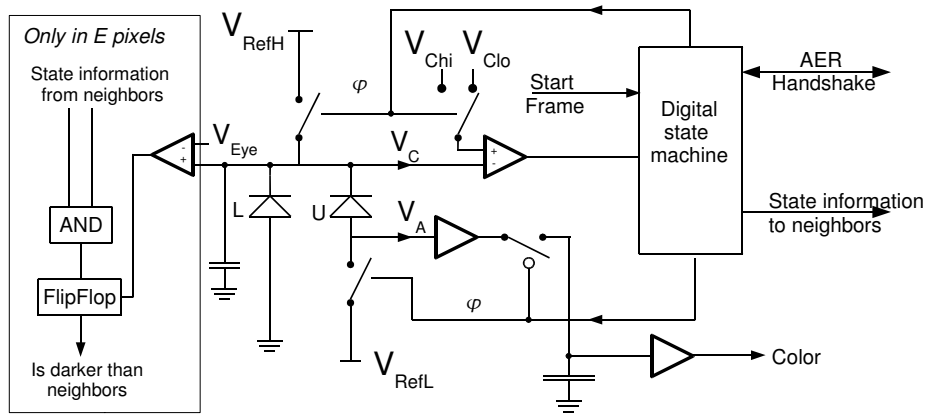 Only in E pixels
State information
from neighbors
AND
FlipFlop
Is darker than
neighbors
V Eye
- +
V RefH
φ
V Chi
V Clo
V C
+ -
L
U
V A
φ
V RefL
Start
Frame
Digital
state
machine
AER
Handshake
State information
to neighbors
Color